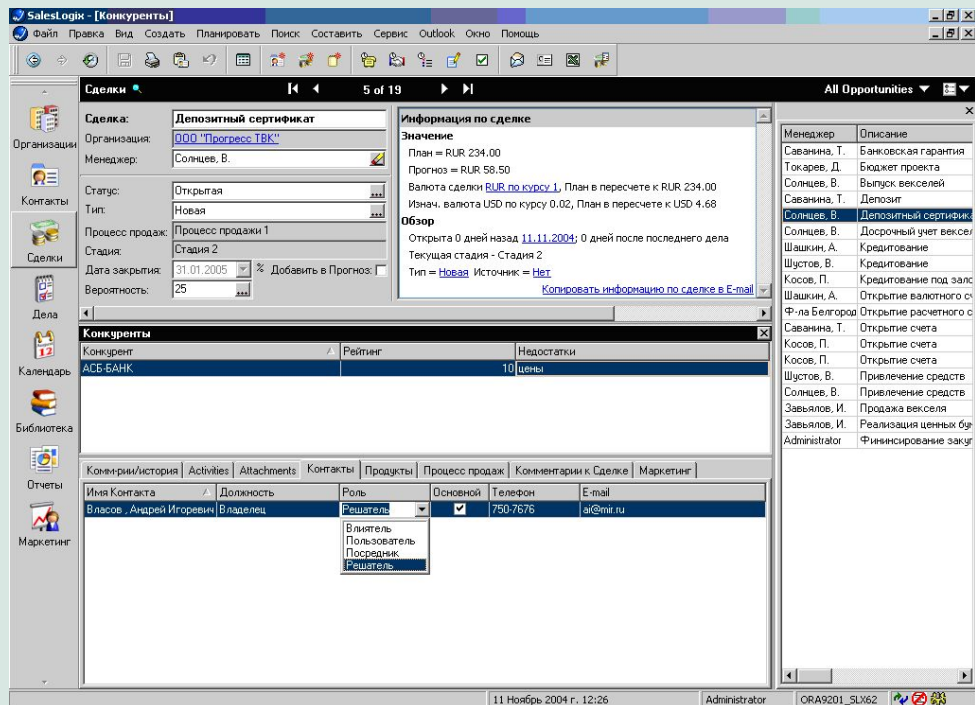 SalesLogix - [Конкуренты]
Файл Правка Вид Создать Планировать Поиск Составить Сервис Outlook Окно Помощь
Сделки 5 of 19 All Opportunities
Организации
Контакты
Сделки
Дела
Календарь
12
Библиотека
Отчеты
Маркетинг
Сделка: Депозитный сертификат
Организация: ООО "Прогресс ТВК"
Менеджер: Солнцев, В.
Статус: Открытая
Тип: Новая
Процесс продаж: Процесс продажи 1
Стадия: Стадия 2
Дата закрытия: 31.01.2005 % Добавить в Прогноз:
Вероятность: 25
Информация по сделке
Значение
План = RUR 234.00
Прогноз = RUR 58.50
Валюта сделки RUR по курсу 1, План в пересчете к RUR 234.00
Изнач. валюта USD по курсу 0.02, План в пересчете к USD 4.68
Обзор
Открыта 0 дней назад 11.11.2004; 0 дней после последнего дела
Текущая стадия - Стадия 2
Тип = Новая Источник = Нет
Копировать информацию по сделке в E-mail
Конкуренты
Конкурент Рейтинг Недостатки
АСБ-БАНК 10 цены
Комм-рии/история Activities Attachments Контакты Продукты Процесс продаж Комментарии к Сделке Маркетинг
Имя Контакта Должность Роль Основной Телефон E-mail
Власов , Андрей Игоревич Владелец Решатель 750-7676 ai@mir.ru
Влиятель
Пользователь
Посредник
Решатель
Менеджер Описание
Саванина, Т. Банковская гарантия
Токарев, Д. Бюджет проекта
Солнцев, В. Выпуск векселей
Саванина, Т. Депозит
Солнцев, В. Депозитный сертифика
Солнцев, В. Досрочный учет вексел
Шашкин, А. Кредитование
Шустов, В. Кредитование
Косов, П. Кредитование под зало
Шашкин, А. Открытие валютного сч
Ф-ла Белгород Открытие расчетного с
Саванина, Т. Открытие счета
Косов, П. Открытие счета
Косов, П. Открытие счета
Шустов, В. Привлечение средств
Солнцев, В. Привлечение средств
Завьялов, И. Продажа векселя
Завьялов, И. Реализация ценных бум
Administrator Фининсирование закуп
11 Ноябрь 2004 г. 12:26 Administrator ORA9201_SLX62